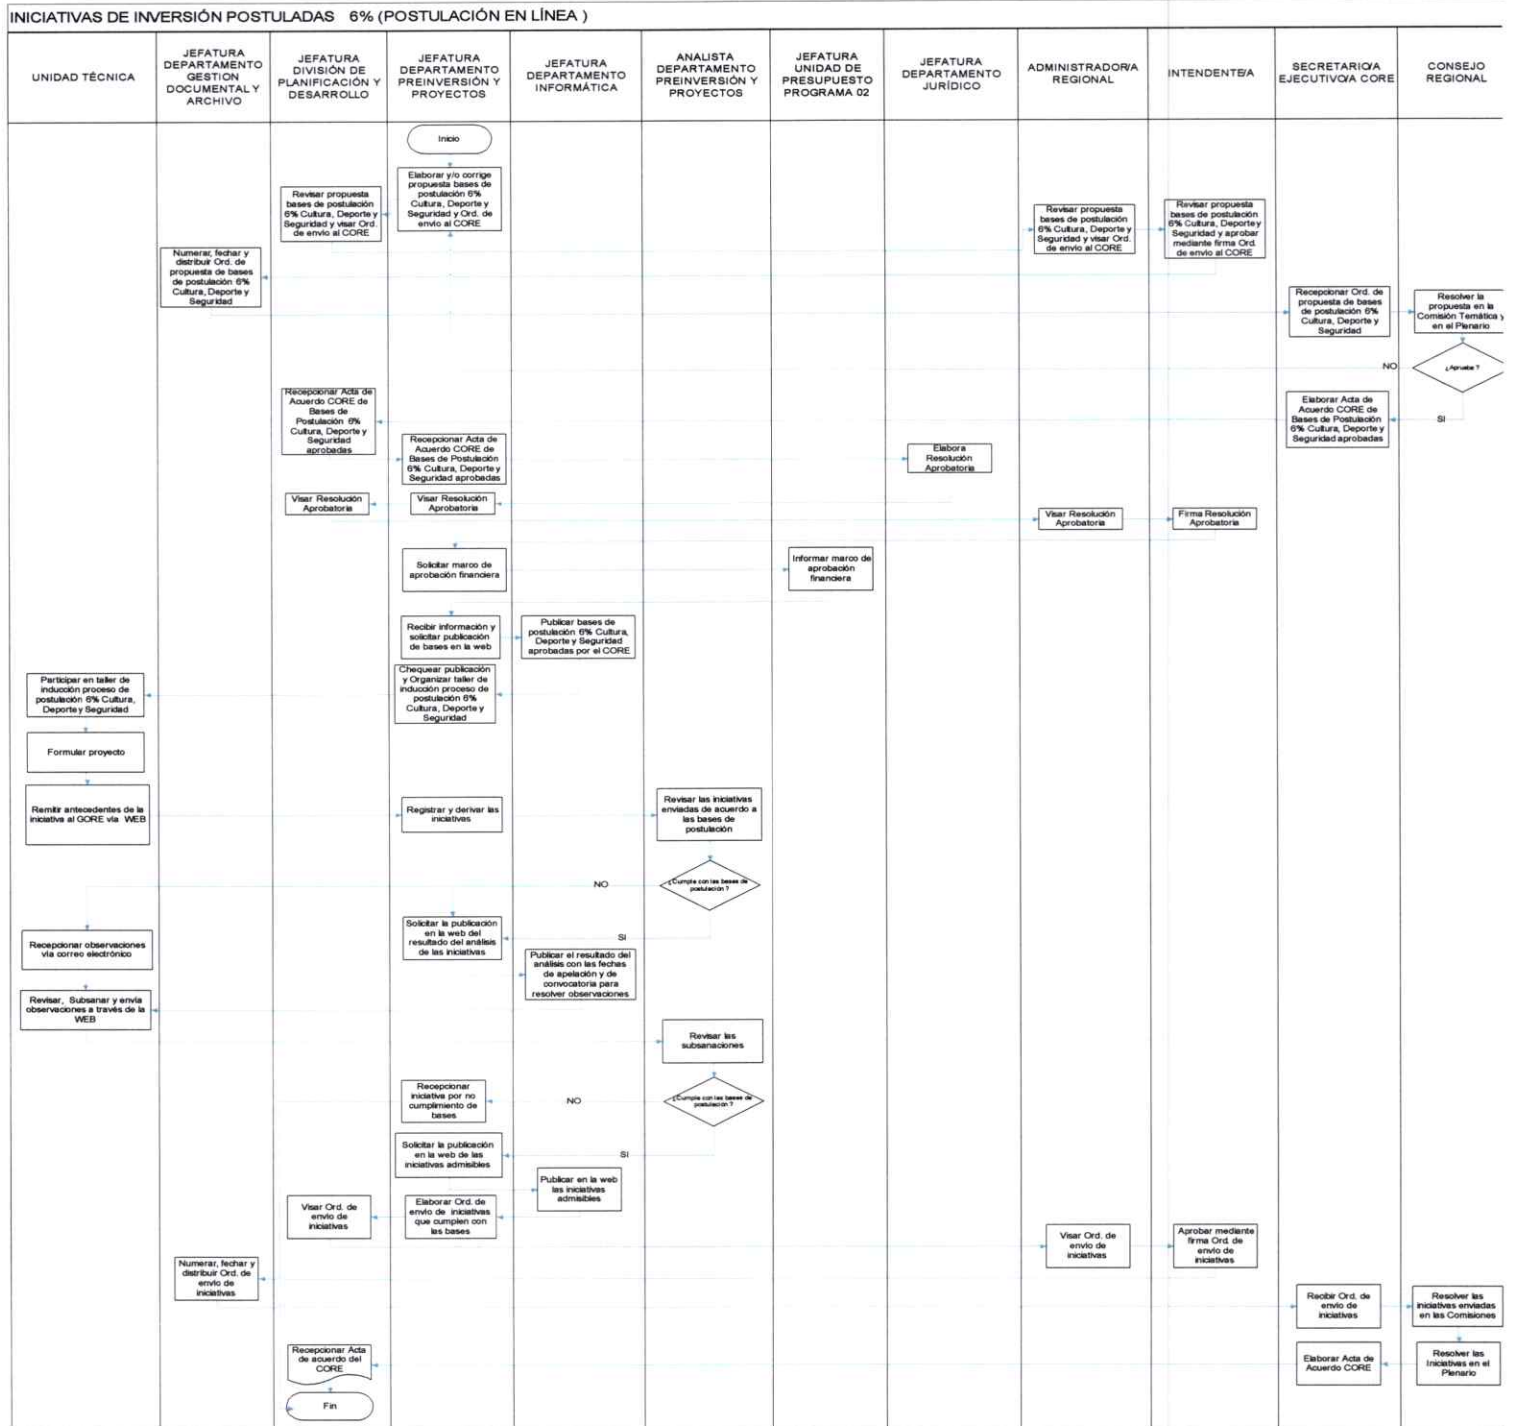 INICIATIVAS DE INVERSIÓN POSTULADAS 6% (POSTULACIÓN EN LÍNEA )
UNIDAD TÉCNICA
JEFATURA
DEPARTAMENTO
GESTION
DOCUMENTAL Y
ARCHIVO
JEFATURA
DIVISIÓN DE
PLANIFICACIÓN Y
DESARROLLO
JEFATURA
DEPARTAMENTO
PREINVERSIÓN Y
PROYECTOS
JEFATURA
DEPARTAMENTO
INFORMÁTICA
ANALISTA
DEPARTAMENTO
PREINVERSIÓN Y
PROYECTOS
JEFATURA
UNIDAD DE
PRESUPUESTO
PROGRAMA 02
JEFATURA
DEPARTAMENTO
JURÍDICO
ADMINISTRADOR/A
REGIONAL
INTENDENTE/A
SECRETARIO/A
EJECUTIVO/A CORE
CONSEJO
REGIONAL
Inicio
Elaborar y/o corrige
propuesta bases de
postulación 6%
Cultura, Deporte y
Seguridad y Ord. de
envío al CORE
Revisar propuesta
bases de postulación
6% Cultura, Deporte y
Seguridad y visar Ord.
de envío al CORE
Revisar propuesta
bases de postulación
6% Cultura, Deporte y
Seguridad y visar Ord.
de envío al CORE
Revisar propuesta
bases de postulación
6% Cultura, Deporte y
Seguridad y aprobar
mediante firma Ord.
de envío al CORE
Numerar, fechar y
distribuir Ord. de
propuesta de bases
de postulación 6%
Cultura, Deporte y
Seguridad
Recepcionar Ord. de
propuesta de bases
de postulación 6%
Cultura, Deporte y
Seguridad
Resolver la
propuesta en la
Comisión Temática y
en el Plenario
¿Aprueba ?
NO
SI
Elaborar Acta de
Acuerdo CORE de
Bases de Postulación
6% Cultura, Deporte y
Seguridad aprobadas
Recepcionar Acta de
Acuerdo CORE de
Bases de
Postulación 6%
Cultura, Deporte y
Seguridad
aprobadas
Recepcionar Acta de
Acuerdo CORE de
Bases de Postulación
6% Cultura, Deporte y
Seguridad aprobadas
Elabora
Resolución
Aprobatoria
Visar Resolución
Aprobatoria
Visar Resolución
Aprobatoria
Visar Resolución
Aprobatoria
Firma Resolución
Aprobatoria
Solicitar marco de
aprobación financiera
Informar marco de
aprobación
financiera
Recibir información y
solicitar publicación
de bases en la web
Publicar bases de
postulación 6% Cultura,
Deporte y Seguridad
aprobadas por el CORE
Chequear publicación
y Organizar taller de
inducción proceso de
postulación 6%
Cultura, Deporte y
Seguridad
Participar en taller de
inducción proceso de
postulación 6% Cultura,
Deporte y Seguridad
Formular proyecto
Remitir antecedentes de la
iniciativa al GORE vía WEB
Registrar y derivar las
iniciativas
Revisar las iniciativas
enviadas de acuerdo a
las bases de
postulación
¿Cumple con las bases de
postulación ?
NO
SI
Solicitar la publicación
en la web del
resultado del análisis
de las iniciativas
Recepcionar observaciones
vía correo electrónico
Publicar el resultado del
análisis con las fechas
de apelación y de
convocatoria para
resolver observaciones
Revisar, Subsanar y envía
observaciones a través de la
WEB
Revisar las
subsanaciones
¿Cumple con las bases de
postulación ?
NO
Recepcionar
iniciativa por no
cumplimiento de
bases
SI
Solicitar la publicación
en la web de las
iniciativas admisibles
Publicar en la web
las iniciativas
admisibles
Elaborar Ord. de
envío de iniciativas
que cumplen con
las bases
Visar Ord. de
envío de
iniciativas
Visar Ord. de
envío de
iniciativas
Aprobar mediante
firma Ord. de
envío de
iniciativas
Numerar, fechar y
distribuir Ord. de
envío de
iniciativas
Recibir Ord. de
envío de
iniciativas
Resolver las
iniciativas enviadas
en las Comisiones
Resolver las
Iniciativas en el
Plenario
Elaborar Acta de
Acuerdo CORE
Recepcionar Acta
de acuerdo del
CORE
Fin